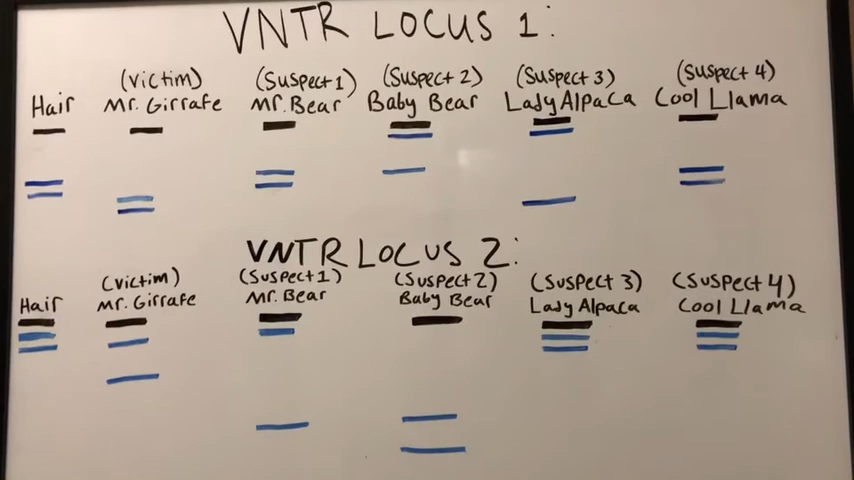 VNTR LOCUS 1:
Hair
(Victim)
Mr. Girrafe
(Suspect 1)
Mr. Bear
(Suspect 2)
Baby Bear
(Suspect 3)
Lady Alpaca
(Suspect 4)
Cool Llama
VNTR LOCUS 2:
Hair
(Victim)
Mr. Girrafe
(Suspect 1)
Mr. Bear
(Suspect 2)
Baby Bear
(Suspect 3)
Lady Alpaca
(Suspect 4)
Cool Llama